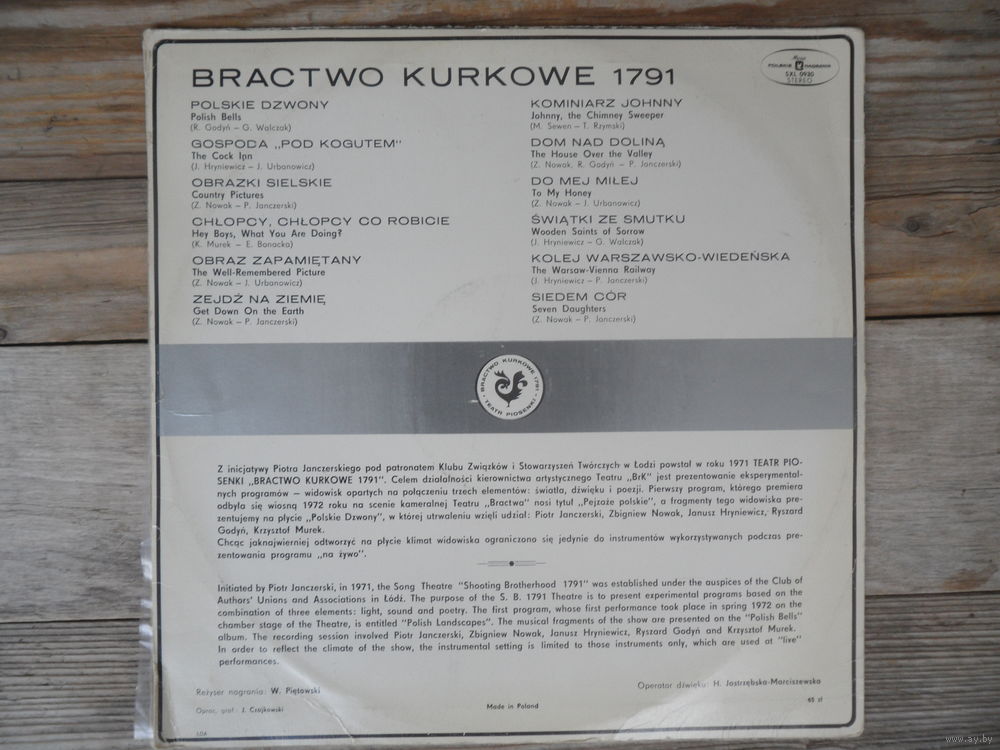 BRACTWO KURKOWE 1791
Muza
POLSKIE NAGRANIA
SXL 0930
STEREO
POLSKIE DZWONY
Polish Bells
(R. Godyń – G. Walczak)
GOSPODA „POD KOGUTEM"
The Cock Inn
(J. Hryniewicz – J. Urbanowicz)
OBRAZKI SIELSKIE
Country Pictures
(Z. Nowak – P. Janczerski)
CHŁOPCY, CHŁOPCY CO ROBICIE
Hey Boys, What You Are Doing?
(K. Murek – E. Bonacka)
OBRAZ ZAPAMIĘTANY
The Well-Remembered Picture
(Z. Nowak – J. Urbanowicz)
ZEJDŹ NA ZIEMIĘ
Get Down On the Earth
(Z. Nowak – P. Janczerski)
KOMINIARZ JOHNNY
Johnny, the Chimney Sweeper
(M. Sewen – T. Rzymski)
DOM NAD DOLINĄ
The House Over the Valley
(Z. Nowak, R. Godyń – P. Janczerski)
DO MEJ MIŁEJ
To My Honey
(Z. Nowak – J. Urbanowicz)
ŚWIĄTKI ZE SMUTKU
Wooden Saints of Sorrow
(J. Hryniewicz – G. Walczak)
KOLEJ WARSZAWSKO-WIEDEŃSKA
The Warsaw-Vienna Railway
(J. Hryniewicz – P. Janczerski)
SIEDEM CÓR
Seven Daughters
(Z. Nowak – P. Janczerski)
BRACTWO KURKOWE 1791
TEATR PIOSENKI
Z inicjatywy Piotra Janczerskiego pod patronatem Klubu Związków i Stowarzyszeń Twórczych w Łodzi powstał w roku 1971 TEATR PIO-
SENKI „BRACTWO KURKOWE 1791". Celem działalności kierownictwa artystycznego Teatru „BrK" jest prezentowanie eksperymental-
nych programów – widowisk opartych na połączeniu trzech elementów: światła, dźwięku i poezji. Pierwszy program, którego premiera
odbyła się wiosną 1972 roku na scenie kameralnej Teatru „Bractwa" nosi tytuł „Pejzaże polskie", a fragmenty tego widowiska pre-
zentujemy na płycie „Polskie Dzwony", w której utrwaleniu wzięli udział: Piotr Janczerski, Zbigniew Nowak, Janusz Hryniewicz, Ryszard
Godyń, Krzysztof Murek.
Chcąc jaknajwierniej odtworzyć na płycie klimat widowiska ograniczono się jedynie do instrumentów wykorzystywanych podczas pre-
zentowania programu „na żywo".
Initiated by Piotr Janczerski, in 1971, the Song Theatre "Shooting Brotherhood 1791" was established under the auspices of the Club of
Authors' Unions and Associations in Łódź. The purpose of the S. B. 1791 Theatre is to present experimental programs based on the
combination of three elements: light, sound and poetry. The first program, whose first performance took place in spring 1972 on the
chamber stage of the Theatre, is entitled "Polish Landscapes". The musical fragments of the show are presented on the "Polish Bells"
album. The recording session involved Piotr Janczerski, Zbigniew Nowak, Janusz Hryniewicz, Ryszard Godyń and Krzysztof Murek.
In order to reflect the climate of the show, the instrumental setting is limited to those instruments only, which are used at "live"
performances.
Reżyser nagrania: W. Piętowski
Operator dźwięku: H. Jastrzębska-Marciszewska
Oprac. graf. J. Czajkowski
Made in Poland
65 zł
ŁDA
www.ay.by